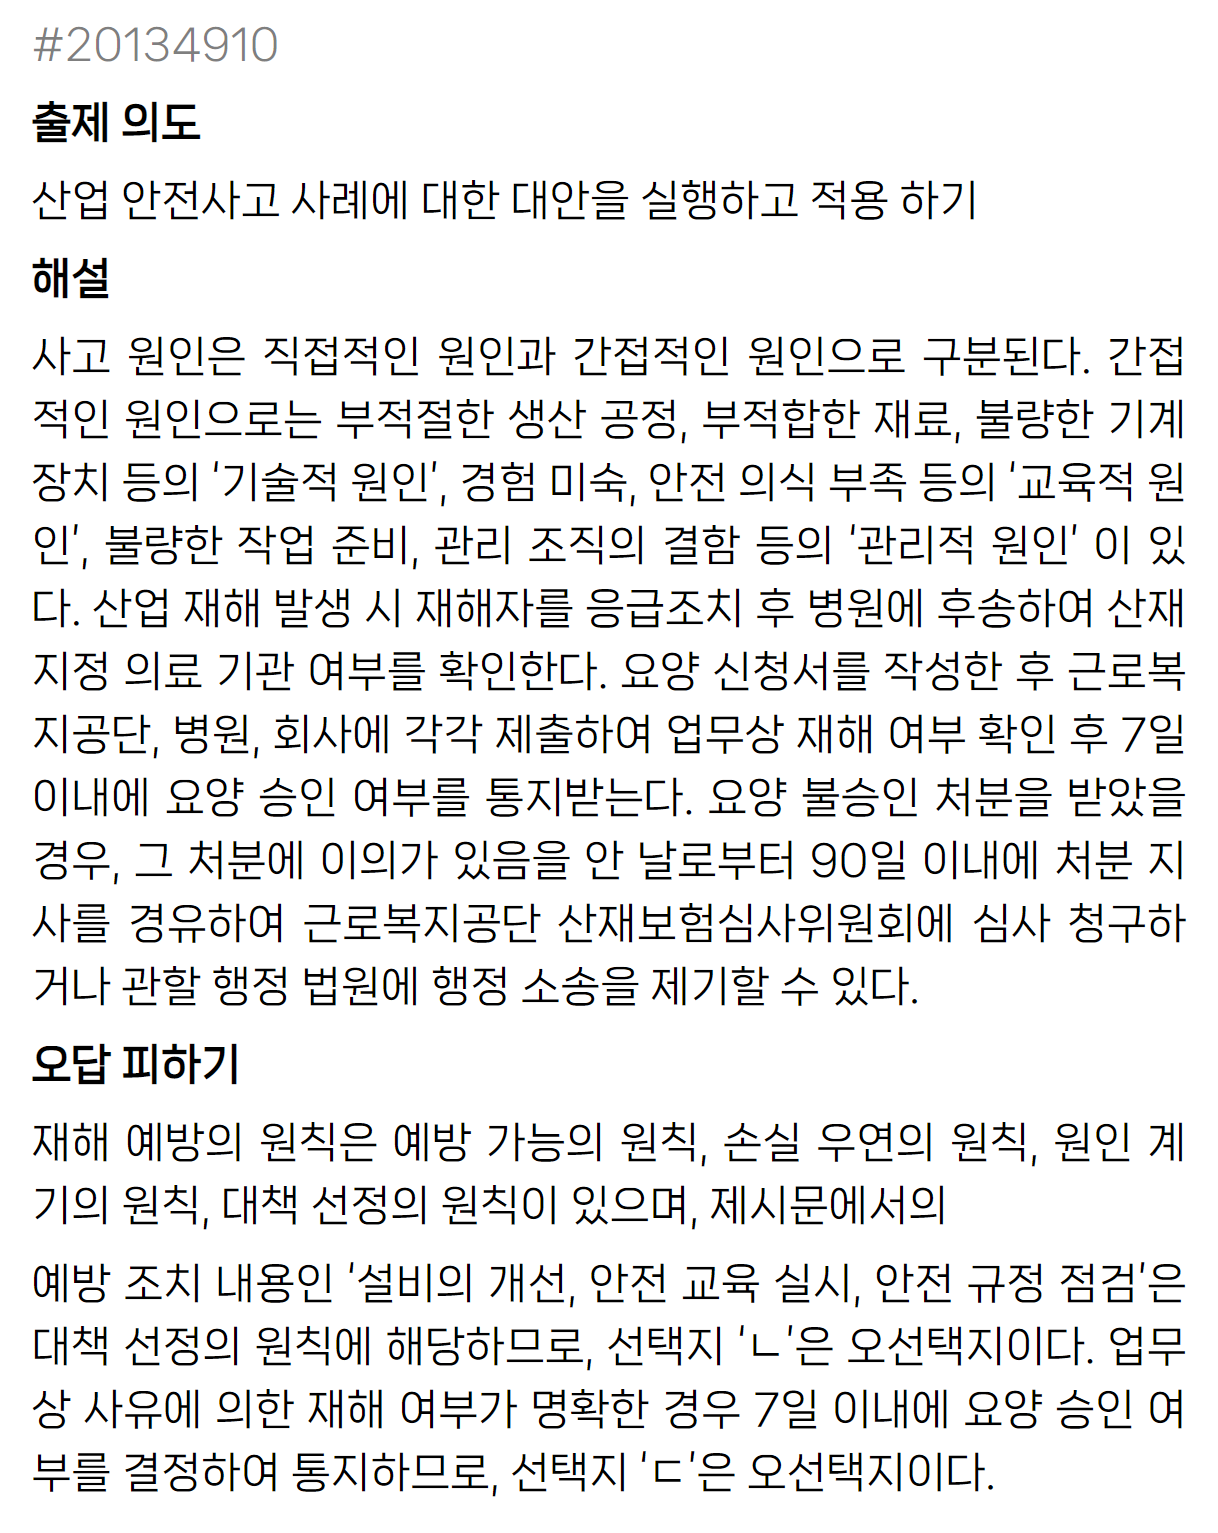 #20134910
출제 의도
산업 안전사고 사례에 대한 대안을 실행하고 적용 하기
해설
사고 원인은 직접적인 원인과 간접적인 원인으로 구분된다. 간접
적인 원인으로는 부적절한 생산 공정, 부적합한 재료, 불량한 기계
장치 등의 ‘기술적 원인’, 경험 미숙, 안전 의식 부족 등의 ‘교육적 원
인’, 불량한 작업 준비, 관리 조직의 결함 등의 ‘관리적 원인’ 이 있
다. 산업 재해 발생 시 재해자를 응급조치 후 병원에 후송하여 산재
지정 의료 기관 여부를 확인한다. 요양 신청서를 작성한 후 근로복
지공단, 병원, 회사에 각각 제출하여 업무상 재해 여부 확인 후 7일
이내에 요양 승인 여부를 통지받는다. 요양 불승인 처분을 받았을
경우, 그 처분에 이의가 있음을 안 날로부터 90일 이내에 처분 지
사를 경유하여 근로복지공단 산재보험심사위원회에 심사 청구하
거나 관할 행정 법원에 행정 소송을 제기할 수 있다.
오답 피하기
재해 예방의 원칙은 예방 가능의 원칙, 손실 우연의 원칙, 원인 계
기의 원칙, 대책 선정의 원칙이 있으며, 제시문에서의
예방 조치 내용인 ‘설비의 개선, 안전 교육 실시, 안전 규정 점검’은
대책 선정의 원칙에 해당하므로, 선택지 ‘ㄴ’은 오선택지이다. 업무
상 사유에 의한 재해 여부가 명확한 경우 7일 이내에 요양 승인 여
부를 결정하여 통지하므로, 선택지 ‘ㄷ’은 오선택지이다.